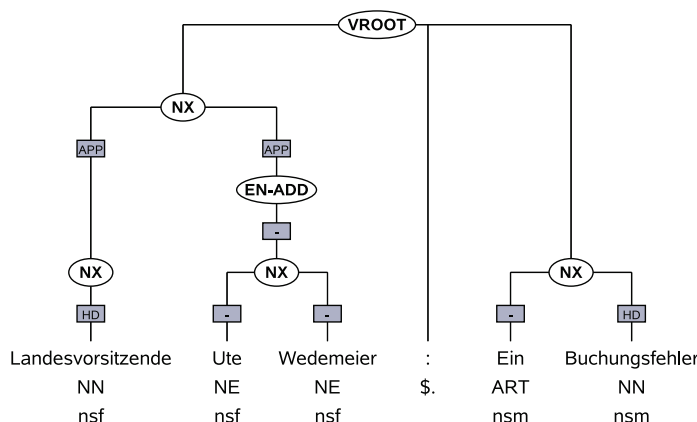 VROOT
NX
APP APP
EN-ADD
-
NX NX NX
HD - - - HD
Landesvorsitzende Ute Wedemeier : Ein Buchungsfehler
NN NE NE $. ART NN
nsf nsf nsf nsm nsm